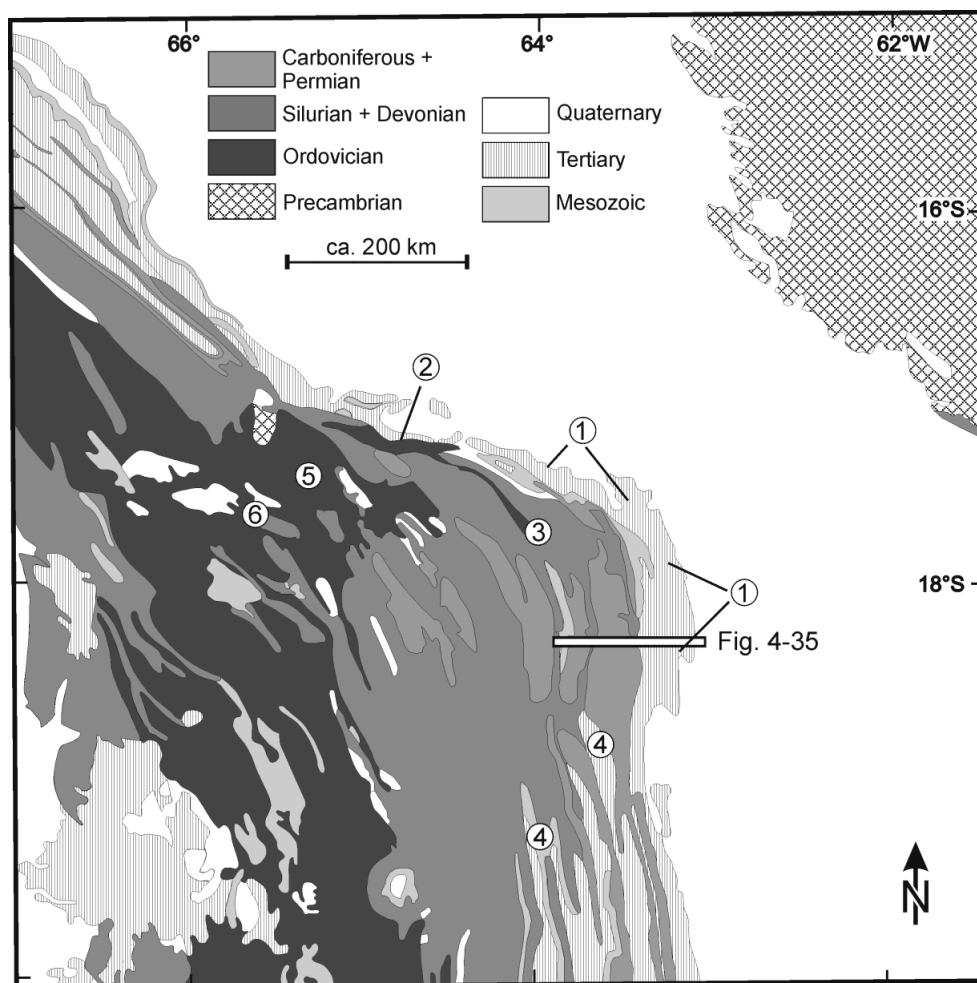 66°
64°
62°W
Carboniferous +
Permian
Silurian + Devonian
Ordovician
Precambrian
Quaternary
Tertiary
Mesozoic
16°S
ca. 200 km
2
1
5
6
3
18°S
1
Fig. 4-35
4
4
N